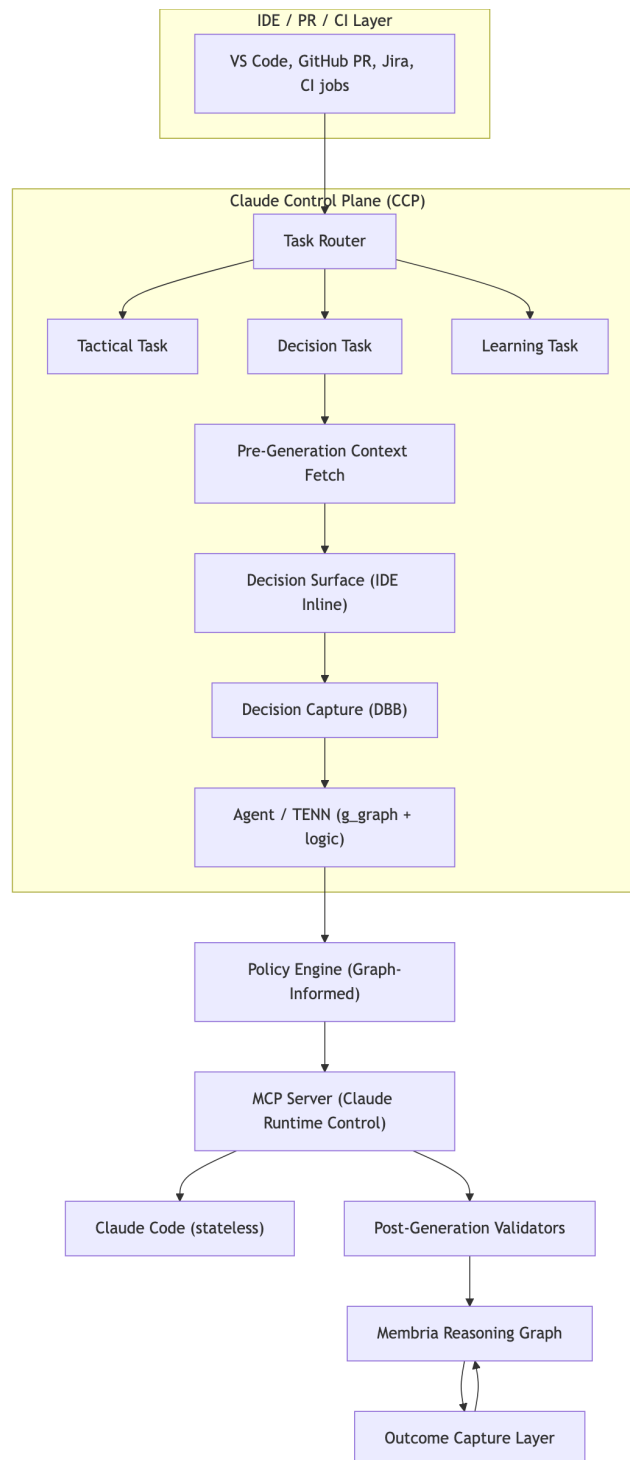 IDE / PR / CI Layer
VS Code, GitHub PR, Jira,
CI jobs
Claude Control Plane (CCP)
Task Router
Tactical Task
Decision Task
Learning Task
Pre-Generation Context
Fetch
Decision Surface (IDE
Inline)
Decision Capture (DBB)
Agent / TENN (g_graph +
logic)
Policy Engine (Graph-
Informed)
MCP Server (Claude
Runtime Control)
Claude Code (stateless)
Post-Generation Validators
Membria Reasoning Graph
Outcome Capture Layer